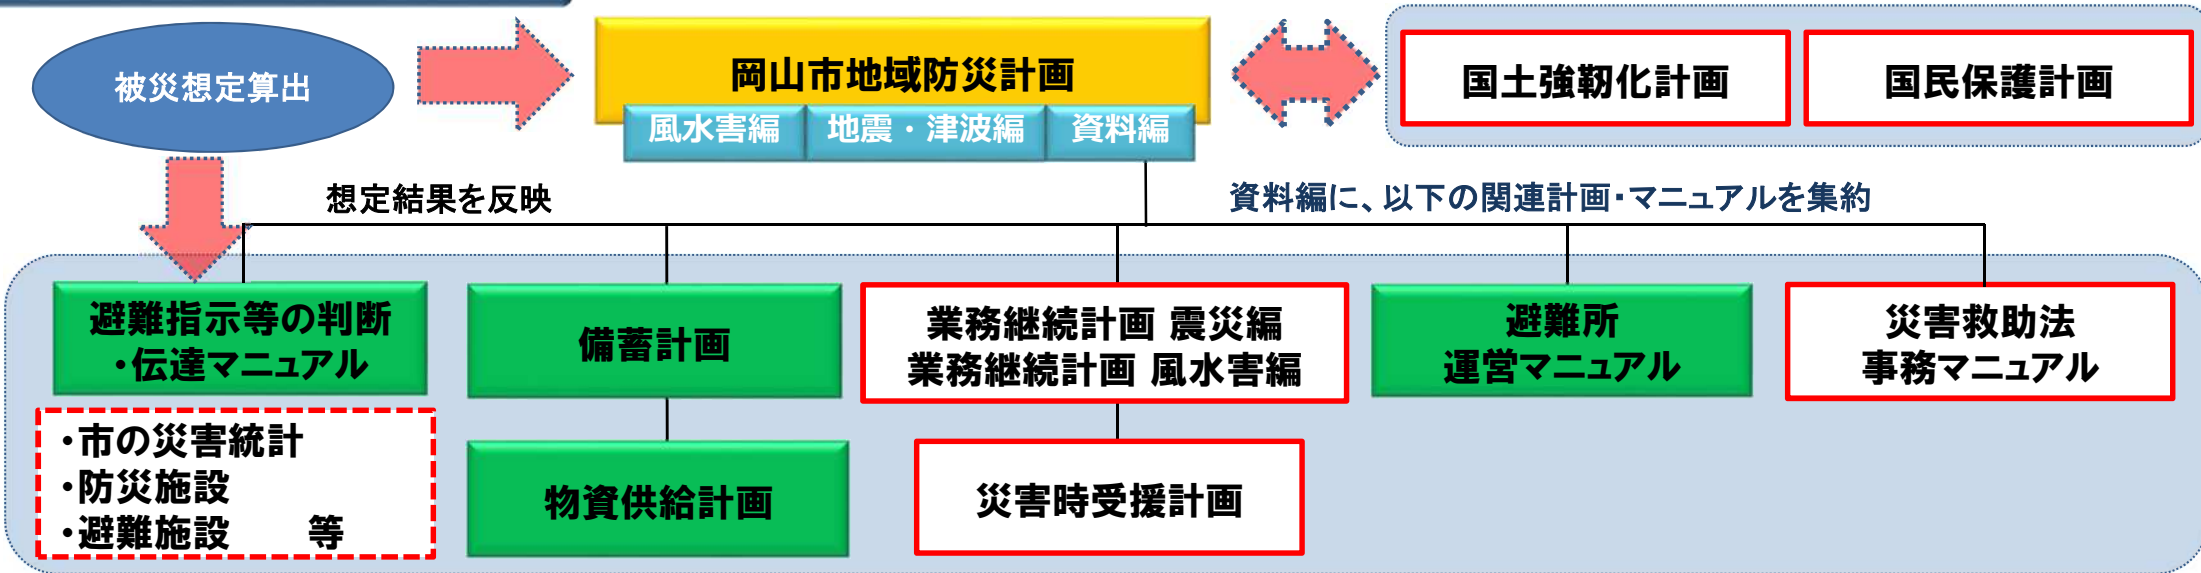 被災想定算出
岡山市地域防災計画
風水害編
地震・津波編
資料編
国土強靭化計画
国民保護計画
想定結果を反映
資料編に、以下の関連計画・マニュアルを集約
避難指示等の判断
・伝達マニュアル
備蓄計画
業務継続計画 震災編
業務継続計画 風水害編
避難所
運営マニュアル
災害救助法
事務マニュアル
・市の災害統計
・防災施設
・避難施設　　等
物資供給計画
災害時受援計画